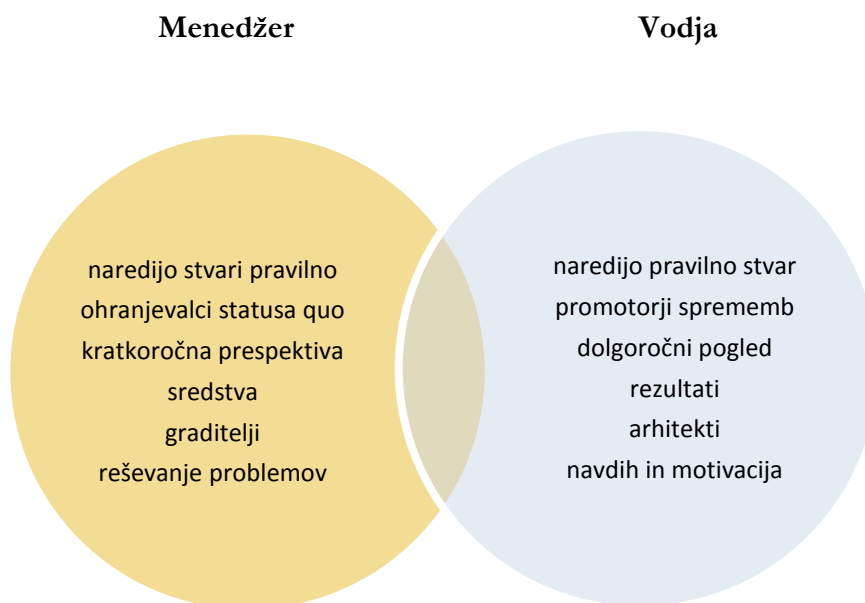 Menedžer
Vodja
naredijo stvari pravilno
ohranjevalci statusa quo
kratkoročna prespektiva
sredstva
graditelji
reševanje problemov
naredijo pravilno stvar
promotorji sprememb
dolgoročni pogled
rezultati
arhitekti
navdih in motivacija